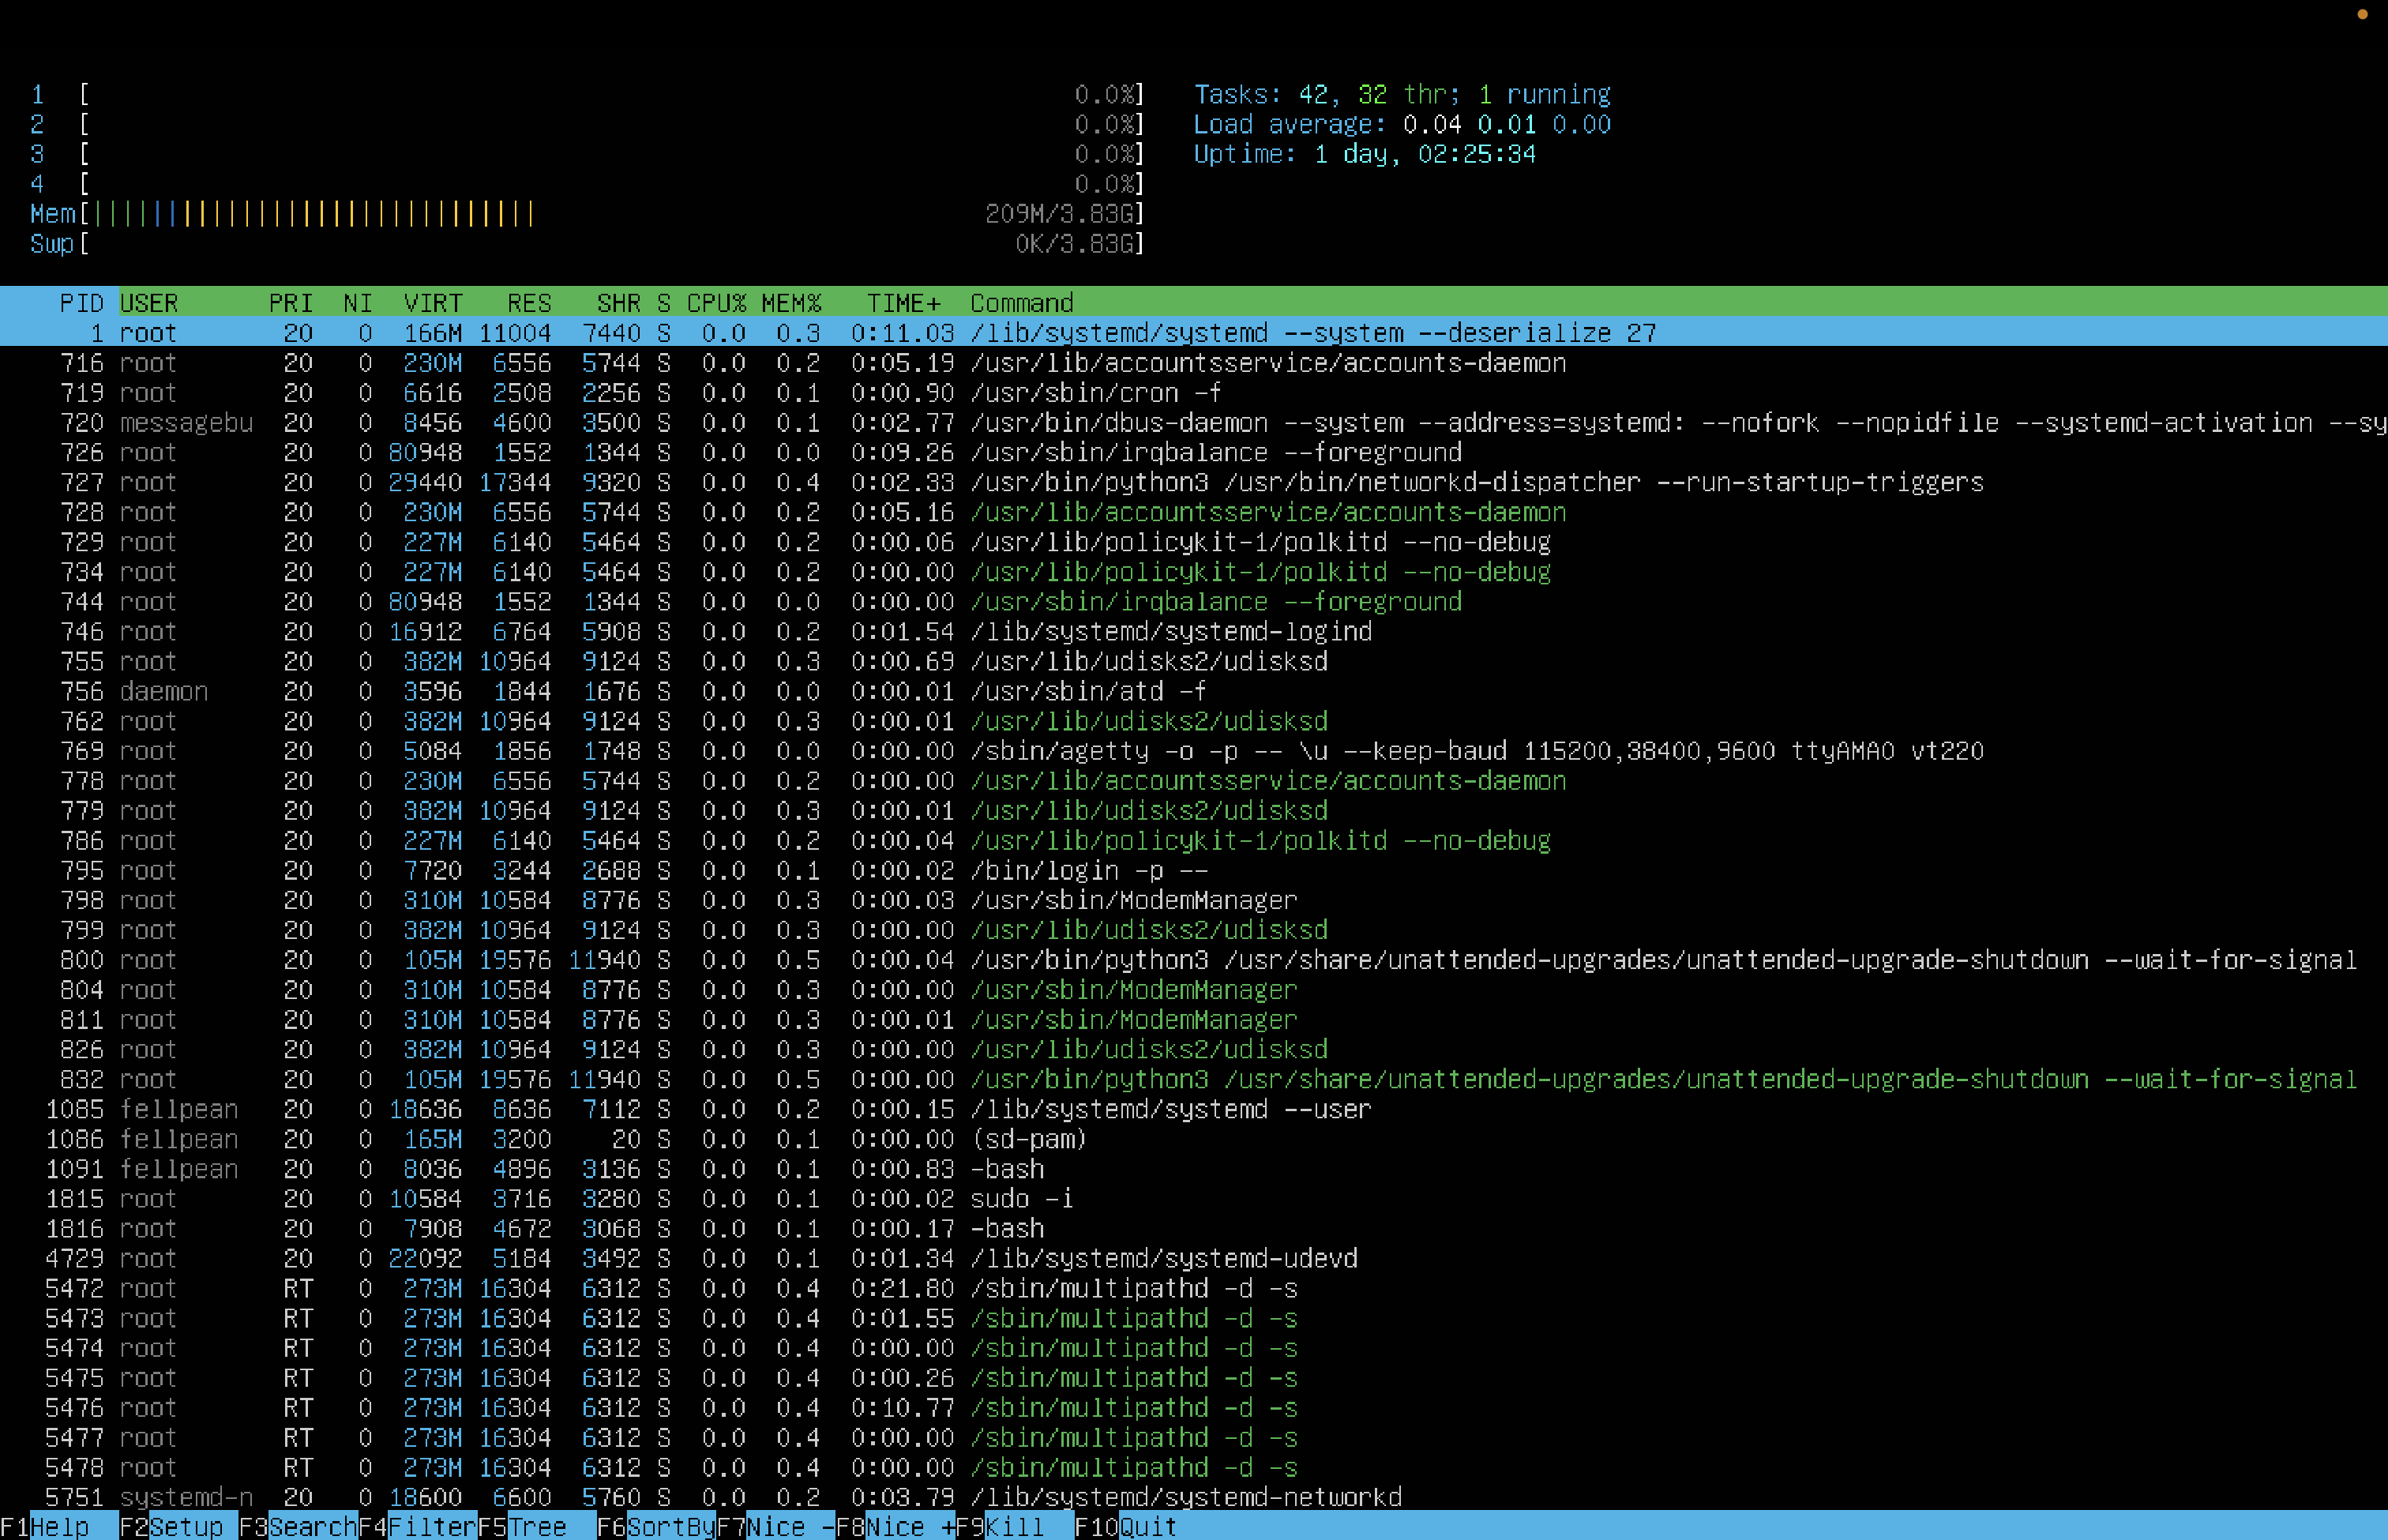 1 [ 0.0%] Tasks: 42, 32 thr; 1 running
2 [ 0.0%] Load average: 0.04 0.01 0.00
3 [ 0.0%] Uptime: 1 day, 02:25:34
4 [ 0.0%]
Mem[|||||||||||||||||||||||||||||| 209M/3.83G]
Swp[ 0K/3.83G]
PID USER PRI NI VIRT RES SHR S CPU% MEM% TIME+ Command
1 root 20 0 166M 11004 7440 S 0.0 0.3 0:11.03 /lib/systemd/systemd --system --deserialize 27
716 root 20 0 230M 6556 5744 S 0.0 0.2 0:05.19 /usr/lib/accountsservice/accounts-daemon
719 root 20 0 6616 2508 2256 S 0.0 0.1 0:00.90 /usr/sbin/cron -f
720 messagebu 20 0 8456 4600 3500 S 0.0 0.1 0:02.77 /usr/bin/dbus-daemon --system --address=systemd: --nofork --nopidfile --systemd-activation --sy
726 root 20 0 80948 1552 1344 S 0.0 0.0 0:09.26 /usr/sbin/irqbalance --foreground
727 root 20 0 29440 17344 9320 S 0.0 0.4 0:02.33 /usr/bin/python3 /usr/bin/networkd-dispatcher --run-startup-triggers
728 root 20 0 230M 6556 5744 S 0.0 0.2 0:05.16 /usr/lib/accountsservice/accounts-daemon
729 root 20 0 227M 6140 5464 S 0.0 0.2 0:00.06 /usr/lib/policykit-1/polkitd --no-debug
734 root 20 0 227M 6140 5464 S 0.0 0.2 0:00.00 /usr/lib/policykit-1/polkitd --no-debug
744 root 20 0 80948 1552 1344 S 0.0 0.0 0:00.00 /usr/sbin/irqbalance --foreground
746 root 20 0 16912 6764 5908 S 0.0 0.2 0:01.54 /lib/systemd/systemd-logind
755 root 20 0 382M 10964 9124 S 0.0 0.3 0:00.69 /usr/lib/udisks2/udisksd
756 daemon 20 0 3596 1844 1676 S 0.0 0.0 0:00.01 /usr/sbin/atd -f
762 root 20 0 382M 10964 9124 S 0.0 0.3 0:00.01 /usr/lib/udisks2/udisksd
769 root 20 0 5084 1856 1748 S 0.0 0.0 0:00.00 /sbin/agetty -o -p -- \u --keep-baud 115200,38400,9600 ttyAMA0 vt220
778 root 20 0 230M 6556 5744 S 0.0 0.2 0:00.00 /usr/lib/accountsservice/accounts-daemon
779 root 20 0 382M 10964 9124 S 0.0 0.3 0:00.01 /usr/lib/udisks2/udisksd
786 root 20 0 227M 6140 5464 S 0.0 0.2 0:00.04 /usr/lib/policykit-1/polkitd --no-debug
795 root 20 0 7720 3244 2688 S 0.0 0.1 0:00.02 /bin/login -p --
798 root 20 0 310M 10584 8776 S 0.0 0.3 0:00.03 /usr/sbin/ModemManager
799 root 20 0 382M 10964 9124 S 0.0 0.3 0:00.00 /usr/lib/udisks2/udisksd
800 root 20 0 105M 19576 11940 S 0.0 0.5 0:00.04 /usr/bin/python3 /usr/share/unattended-upgrades/unattended-upgrade-shutdown --wait-for-signal
804 root 20 0 310M 10584 8776 S 0.0 0.3 0:00.00 /usr/sbin/ModemManager
811 root 20 0 310M 10584 8776 S 0.0 0.3 0:00.01 /usr/sbin/ModemManager
826 root 20 0 382M 10964 9124 S 0.0 0.3 0:00.00 /usr/lib/udisks2/udisksd
832 root 20 0 105M 19576 11940 S 0.0 0.5 0:00.00 /usr/bin/python3 /usr/share/unattended-upgrades/unattended-upgrade-shutdown --wait-for-signal
1085 fellpean 20 0 18636 8636 7112 S 0.0 0.2 0:00.15 /lib/systemd/systemd --user
1086 fellpean 20 0 165M 3200 20 S 0.0 0.1 0:00.00 (sd-pam)
1091 fellpean 20 0 8036 4896 3136 S 0.0 0.1 0:00.83 -bash
1815 root 20 0 10584 3716 3280 S 0.0 0.1 0:00.02 sudo -i
1816 root 20 0 7908 4672 3068 S 0.0 0.1 0:00.17 -bash
4729 root 20 0 22092 5184 3492 S 0.0 0.1 0:01.34 /lib/systemd/systemd-udevd
5472 root RT 0 273M 16304 6312 S 0.0 0.4 0:21.80 /sbin/multipathd -d -s
5473 root RT 0 273M 16304 6312 S 0.0 0.4 0:01.55 /sbin/multipathd -d -s
5474 root RT 0 273M 16304 6312 S 0.0 0.4 0:00.00 /sbin/multipathd -d -s
5475 root RT 0 273M 16304 6312 S 0.0 0.4 0:00.26 /sbin/multipathd -d -s
5476 root RT 0 273M 16304 6312 S 0.0 0.4 0:10.77 /sbin/multipathd -d -s
5477 root RT 0 273M 16304 6312 S 0.0 0.4 0:00.00 /sbin/multipathd -d -s
5478 root RT 0 273M 16304 6312 S 0.0 0.4 0:00.00 /sbin/multipathd -d -s
5751 systemd-n 20 0 18600 6600 5760 S 0.0 0.2 0:03.79 /lib/systemd/systemd-networkd
F1Help F2Setup F3SearchF4FilterF5Tree F6SortByF7Nice -F8Nice +F9Kill F10Quit